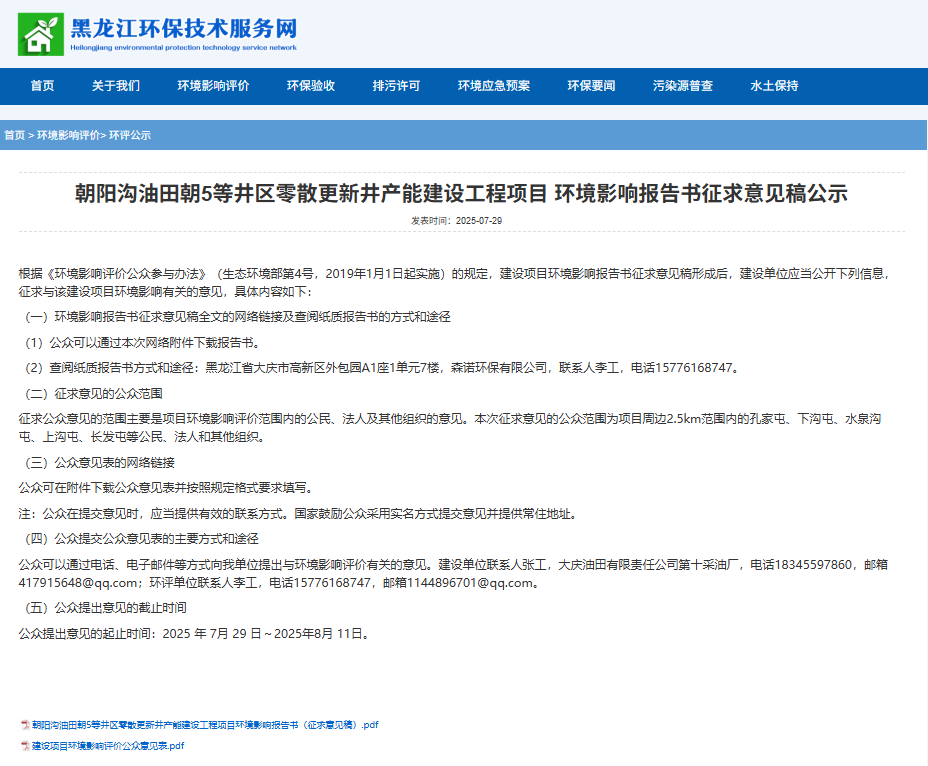 黑龙江环保技术服务网
Heilongjiang environmental protection technology service network
首页 关于我们 环境影响评价 环保验收 排污许可 环境应急预案 环保要闻 污染源普查 水土保持
首页 > 环境影响评价> 环评公示
朝阳沟油田朝5等井区零散更新井产能建设工程项目 环境影响报告书征求意见稿公示
发表时间：2025-07-29
根据《环境影响评价公众参与办法》（生态环境部第4号，2019年1月1日起实施）的规定，建设项目环境影响报告书征求意见稿形成后，建设单位应当公开下列信息，
征求与该建设项目环境影响有关的意见，具体内容如下：
（一）环境影响报告书征求意见稿全文的网络链接及查阅纸质报告书的方式和途径
（1）公众可以通过本次网络附件下载报告书。
（2）查阅纸质报告书方式和途径：黑龙江省大庆市高新区外包园A1座1单元7楼，森诺环保有限公司，联系人李工，电话15776168747。
（二）征求意见的公众范围
征求公众意见的范围主要是项目环境影响评价范围内的公民、法人及其他组织的意见。本次征求意见的公众范围为项目周边2.5km范围内的孔家屯、下沟屯、水泉沟
屯、上沟屯、长发屯等公民、法人和其他组织。
（三）公众意见表的网络链接
公众可在附件下载公众意见表并按照规定格式要求填写。
注：公众在提交意见时，应当提供有效的联系方式。国家鼓励公众采用实名方式提交意见并提供常住地址。
（四）公众提交公众意见表的主要方式和途径
公众可以通过电话、电子邮件等方式向我单位提出与环境影响评价有关的意见。建设单位联系人张工，大庆油田有限责任公司第十采油厂，电话18345597860，邮箱
417915648@qq.com；环评单位联系人李工，电话15776168747，邮箱1144896701@qq.com。
（五）公众提出意见的截止时间
公众提出意见的起止时间：2025 年 7月 29 日～2025年8月 11日。
朝阳沟油田朝5等井区零散更新井产能建设工程项目环境影响报告书（征求意见稿）.pdf
建设项目环境影响评价公众意见表.pdf